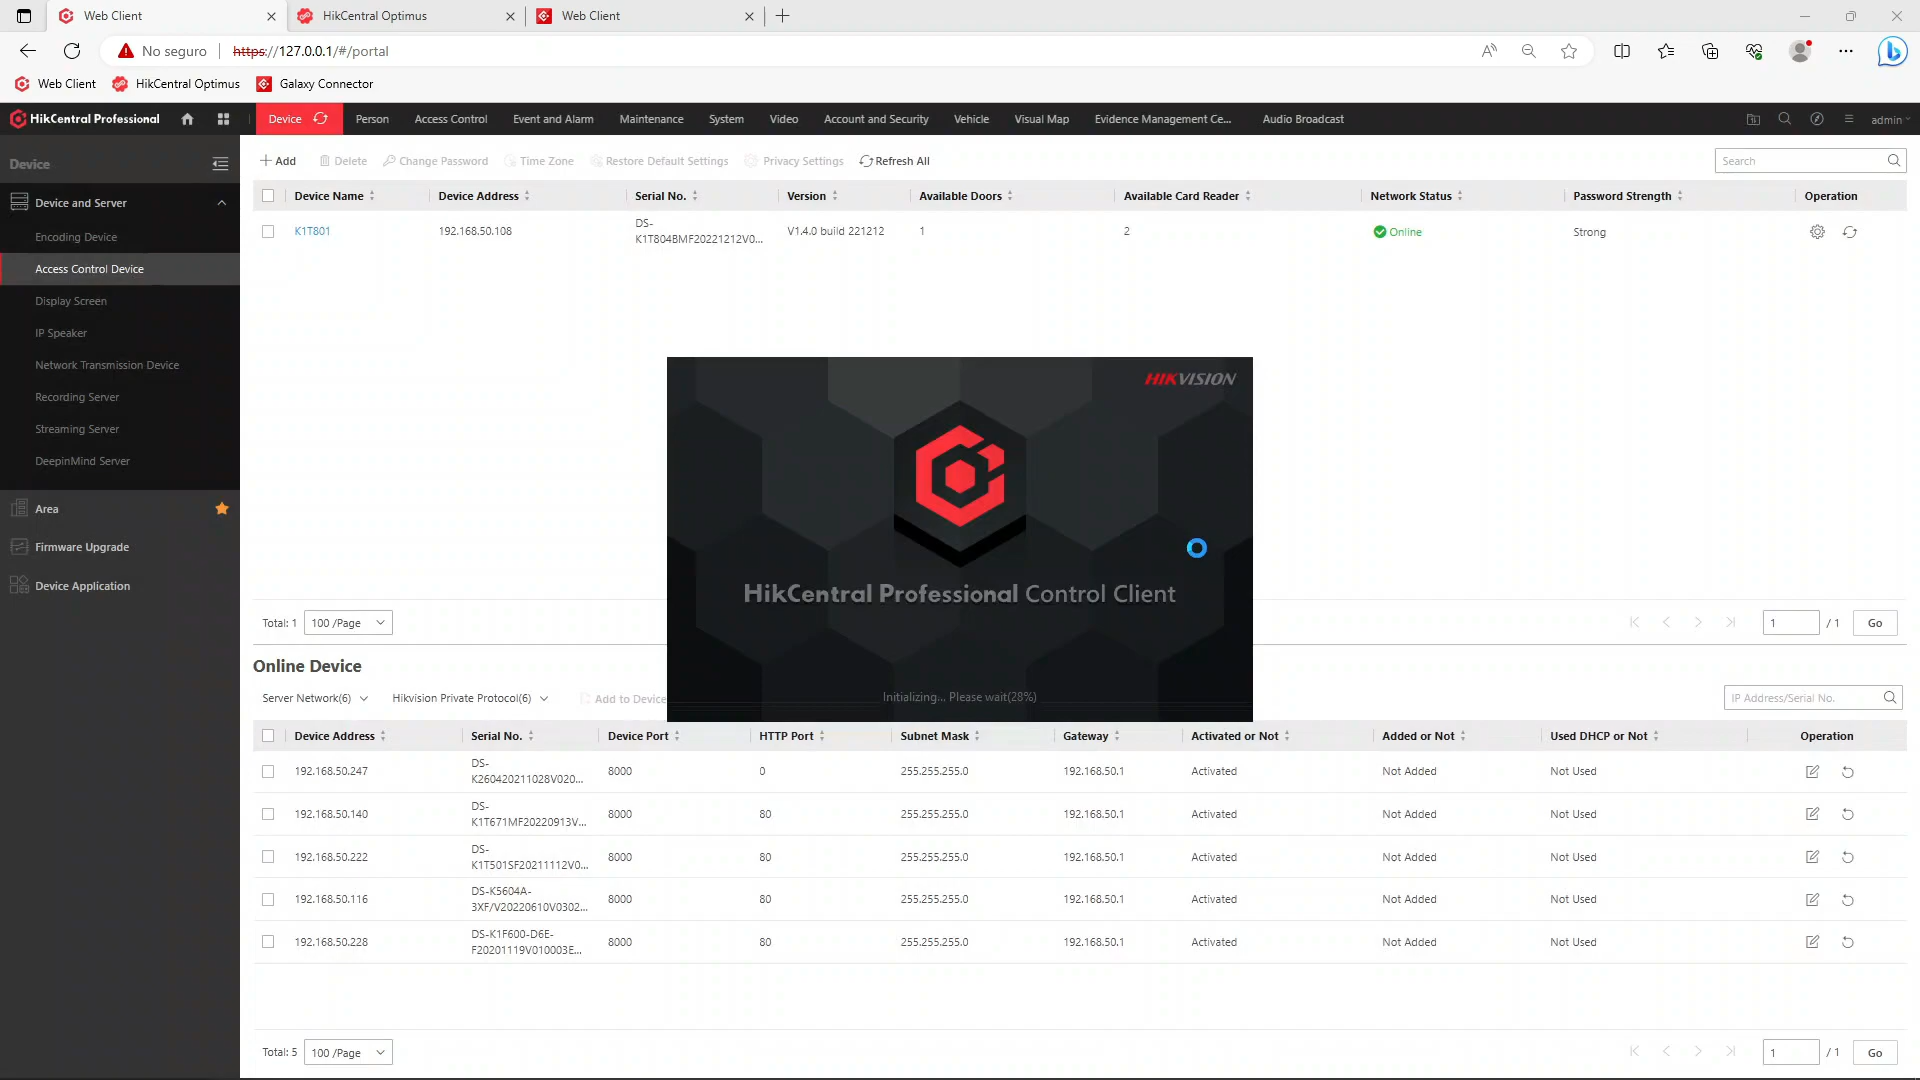 Web Client
HikCentral Optimus
Web Client
No seguro
https://127.0.0.1/#/portal
Web Client
HikCentral Optimus
Galaxy Connector
HikCentral Professional
Device
Person
Access Control
Event and Alarm
Maintenance
System
Video
Account and Security
Vehicle
Visual Map
Evidence Management Ce...
Audio Broadcast
admin
Device
Device and Server
Encoding Device
Access Control Device
Display Screen
IP Speaker
Network Transmission Device
Recording Server
Streaming Server
DeepinMind Server
Area
Firmware Upgrade
Device Application
Add
Delete
Change Password
Time Zone
Restore Default Settings
Privacy Settings
Refresh All
Search
Device Name
Device Address
Serial No.
Version
Available Doors
Available Card Reader
Network Status
Password Strength
Operation
K1T801
192.168.50.108
DS-
K1T804BMF20221212V0...
V1.4.0 build 221212
1
2
Online
Strong
HIKVISION
HikCentral Professional Control Client
Initializing... Please wait(28%)
Total: 1
100 /Page
1
/ 1
Go
Online Device
Server Network(6)
Hikvision Private Protocol(6)
Add to Device
IP Address/Serial No.
Device Address
Serial No.
Device Port
HTTP Port
Subnet Mask
Gateway
Activated or Not
Added or Not
Used DHCP or Not
Operation
192.168.50.247
DS-
K260420211028V020...
8000
0
255.255.255.0
192.168.50.1
Activated
Not Added
Not Used
192.168.50.140
DS-
K1T671MF20220913V...
8000
80
255.255.255.0
192.168.50.1
Activated
Not Added
Not Used
192.168.50.222
DS-
K1T501SF20211112V0...
8000
80
255.255.255.0
192.168.50.1
Activated
Not Added
Not Used
192.168.50.116
DS-K5604A-
3XF/V20220610V0302...
8000
80
255.255.255.0
192.168.50.1
Activated
Not Added
Not Used
192.168.50.228
DS-K1F600-D6E-
F20201119V010003E...
8000
80
255.255.255.0
192.168.50.1
Activated
Not Added
Not Used
Total: 5
100 /Page
1
/ 1
Go